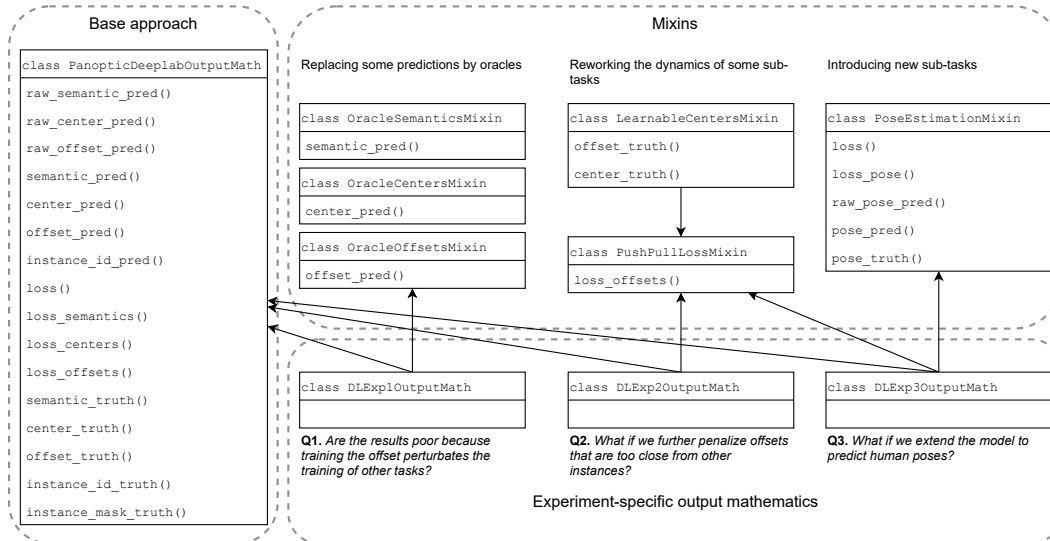 Base approach
class PanopticDeeplabOutputMath
raw_semantic_pred()
raw_center_pred()
raw_offset_pred()
semantic_pred()
center_pred()
offset_pred()
instance_id_pred()
loss()
loss_semantics()
loss_centers()
loss_offsets()
semantic_truth()
center_truth()
offset_truth()
instance_id_truth()
instance_mask_truth()
Mixins
Replacing some predictions by oracles
class OracleSemanticsMixin
semantic_pred()
class OracleCentersMixin
center_pred()
class OracleOffsetsMixin
offset_pred()
Reworking the dynamics of some sub-
tasks
class LearnableCentersMixin
offset_truth()
center_truth()
class PushPullLossMixin
loss_offsets()
Introducing new sub-tasks
class PoseEstimationMixin
loss()
loss_pose()
raw_pose_pred()
pose_pred()
pose_truth()
class DLExp1OutputMath
Q1. Are the results poor because
training the offset perturbates the
training of other tasks?
class DLExp2OutputMath
Q2. What if we further penalize offsets
that are too close from other
instances?
class DLExp3OutputMath
Q3. What if we extend the model to
predict human poses?
Experiment-specific output mathematics